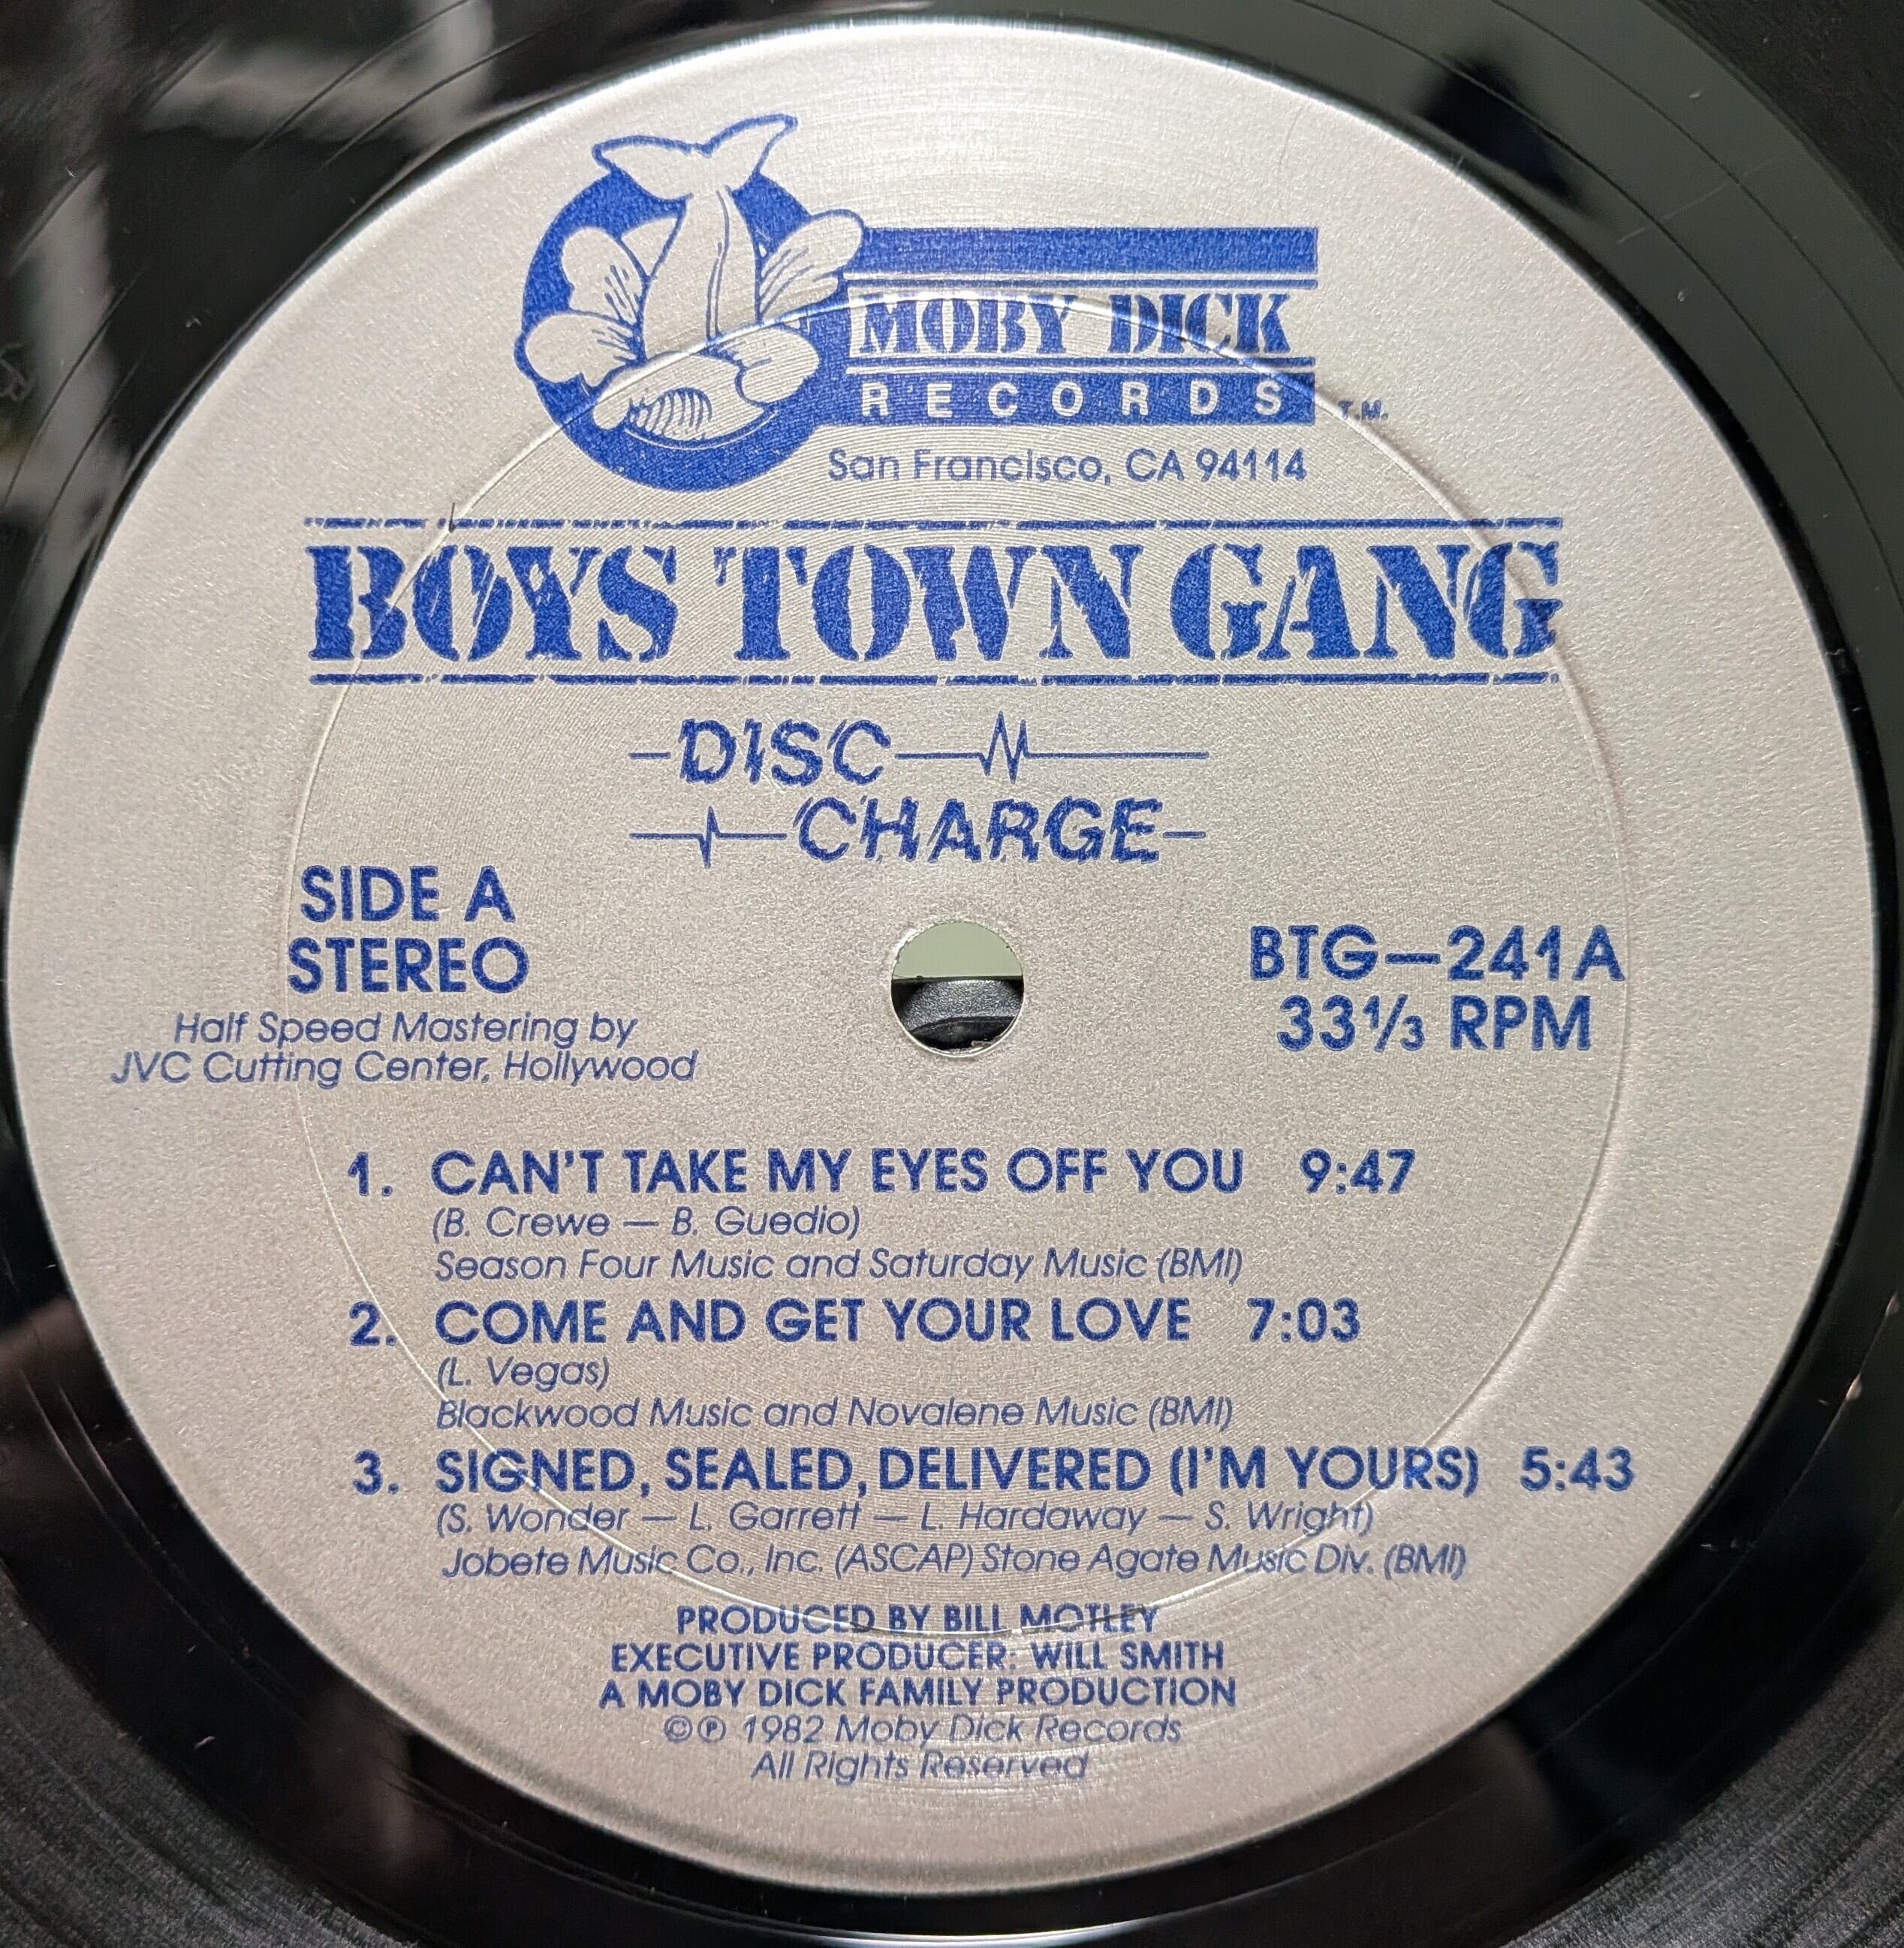 MOBY DICK
RECORDS T.M.
San Francisco, CA 94114
BOYS TOWN GANG
DISC
CHARGE
SIDE A
STEREO
Half Speed Mastering by
JVC Cutting Center, Hollywood
BTG—241A
33⅓ RPM
1. CAN'T TAKE MY EYES OFF YOU 9:47
(B. Crewe — B. Guedio)
Season Four Music and Saturday Music (BMI)
2. COME AND GET YOUR LOVE 7:03
(L. Vegas)
Blackwood Music and Novalene Music (BMI)
3. SIGNED, SEALED, DELIVERED (I'M YOURS) 5:43
(S. Wonder — L. Garrett — L. Hardaway — S. Wright)
Jobete Music Co., Inc. (ASCAP) Stone Agate Music Div. (BMI)
PRODUCED BY BILL MOTLEY
EXECUTIVE PRODUCER: WILL SMITH
A MOBY DICK FAMILY PRODUCTION
©℗ 1982 Moby Dick Records
All Rights Reserved